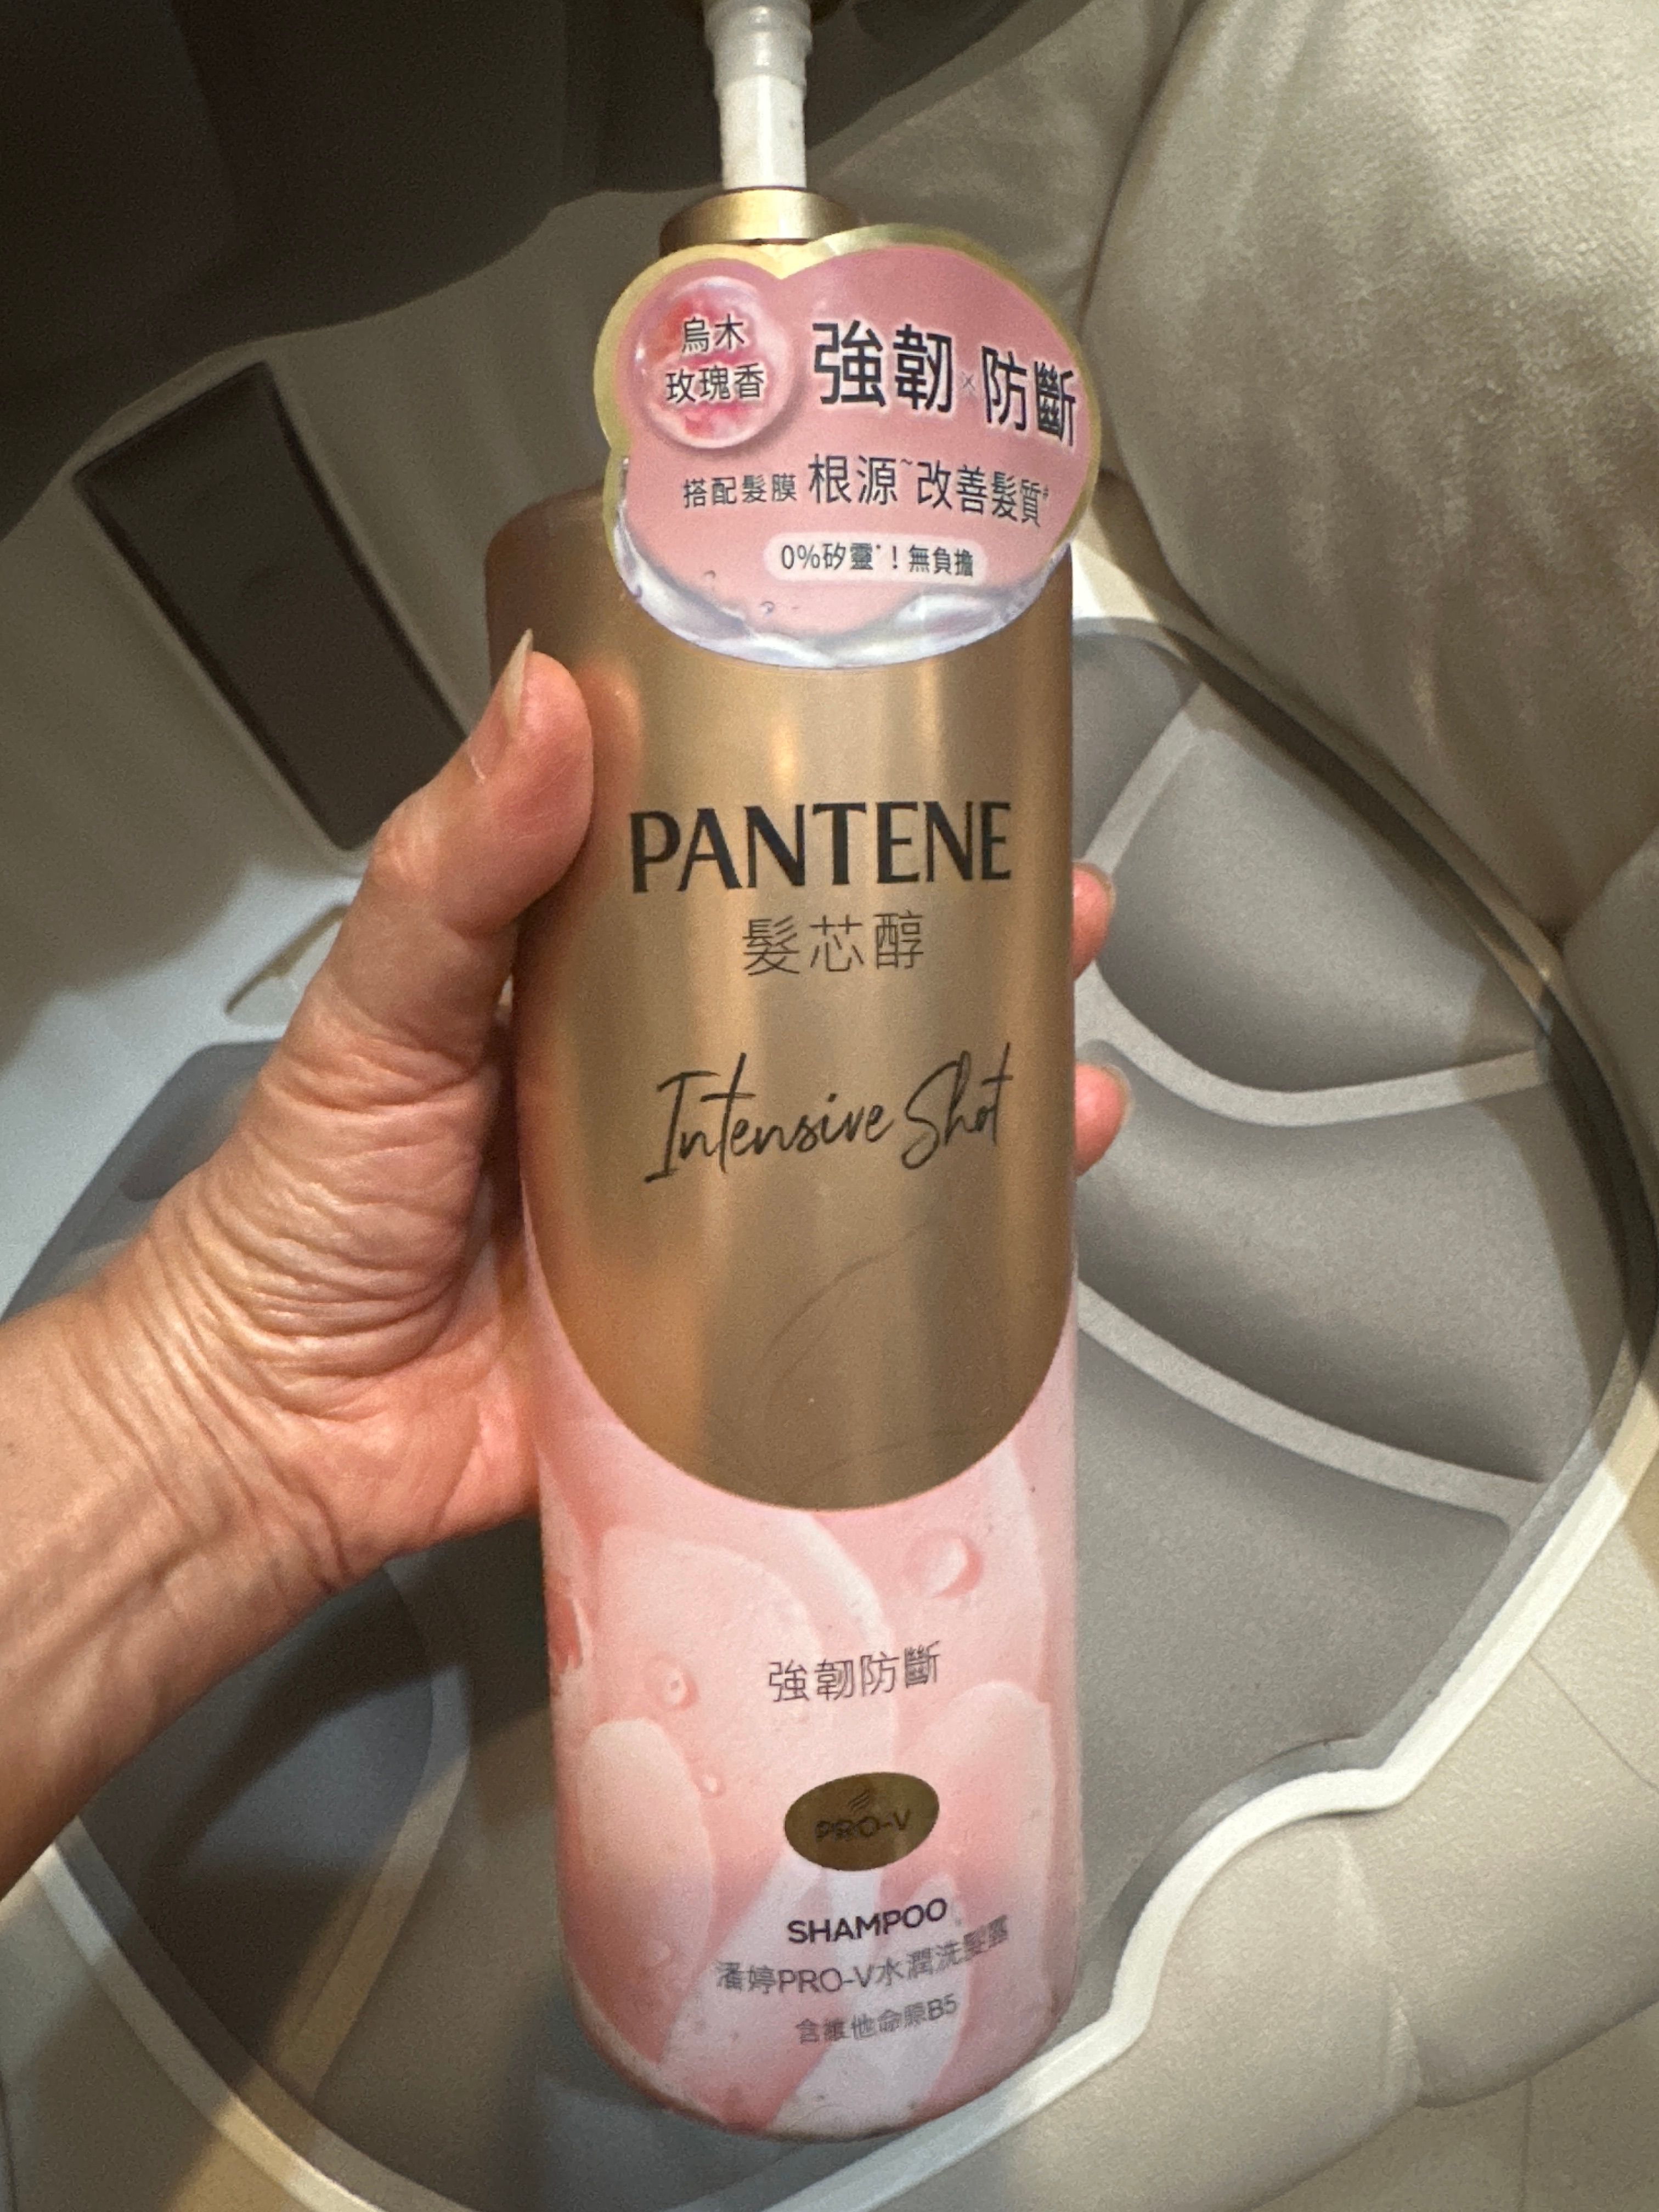 烏木
玫瑰香
強韌×防斷
搭配髮膜 根源~改善髮質#
0%矽靈*！無負擔
PANTENE
髮芯醇
Intensive Shot
強韌防斷
PRO-V
SHAMPOO
潘婷PRO-V水潤洗髮露
含維他命原B5